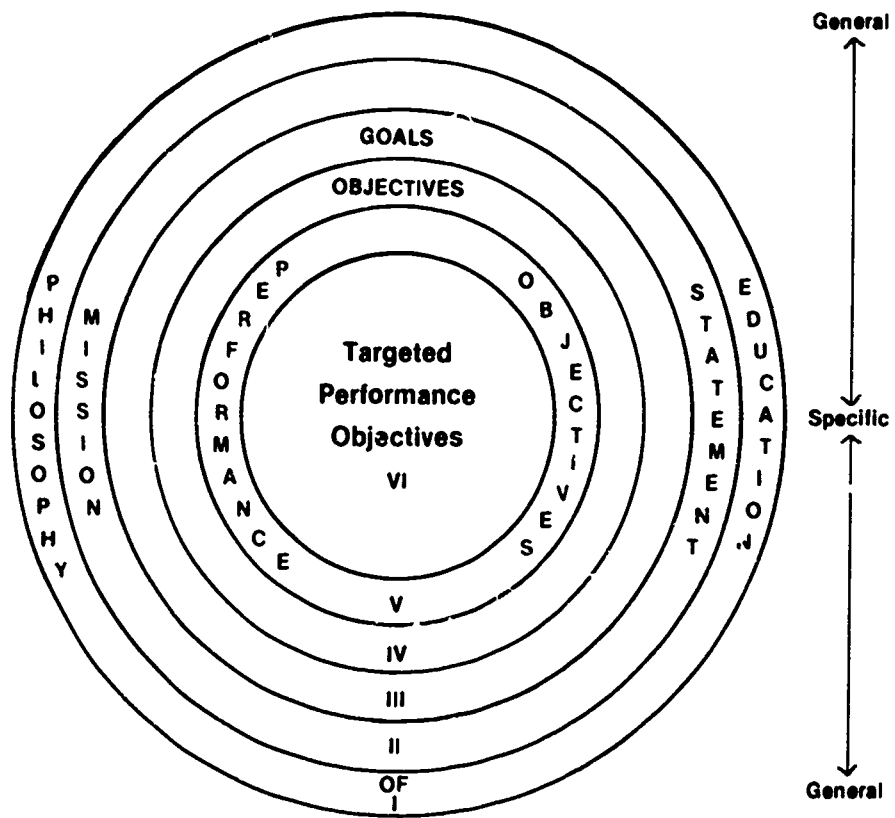 General
GOALS
OBJECTIVES
PERFORMANCE
OBJECTIVES
PHILOSOPHY
MISSION
STATEMENT
EDUCATION
Targeted
Performance
Objectives
VI
Specific
V
IV
III
II
OF
I
General